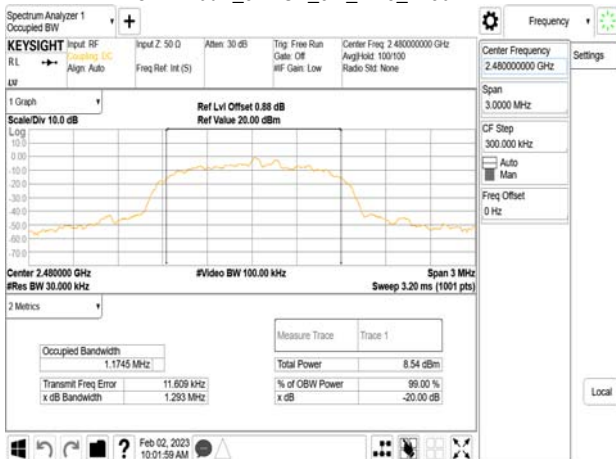 Spectrum Analyzer 1
Occupied BW
Frequency
KEYSIGHT
RL
LXI
Input: RF
Coupling: DC
Align: Auto
Input Z: 50 Ω
Freq Ref: Int (S)
Atten: 30 dB
Trig: Free Run
Gate: Off
#IF Gain: Low
Center Freq: 2.480000000 GHz
Avg|Hold: 100/100
Radio Std: None
1 Graph
Scale/Div 10.0 dB
Ref Lvl Offset 0.88 dB
Ref Value 20.00 dBm
Log
10.0
0.00
-10.0
-20.0
-30.0
-40.0
-50.0
-60.0
-70.0
Center 2.480000 GHz
#Res BW 30.000 kHz
#Video BW 100.00 kHz
Span 3 MHz
Sweep 3.20 ms (1001 pts)
2 Metrics
Measure Trace
Trace 1
Occupied Bandwidth
1.1745 MHz
Total Power
8.54 dBm
Transmit Freq Error
11.609 kHz
% of OBW Power
99.00 %
x dB Bandwidth
1.293 MHz
x dB
-20.00 dB
Feb 02, 2023
10:01:59 AM
Center Frequency
2.480000000 GHz
Settings
Span
3.0000 MHz
CF Step
300.000 kHz
Auto
Man
Freq Offset
0 Hz
Local